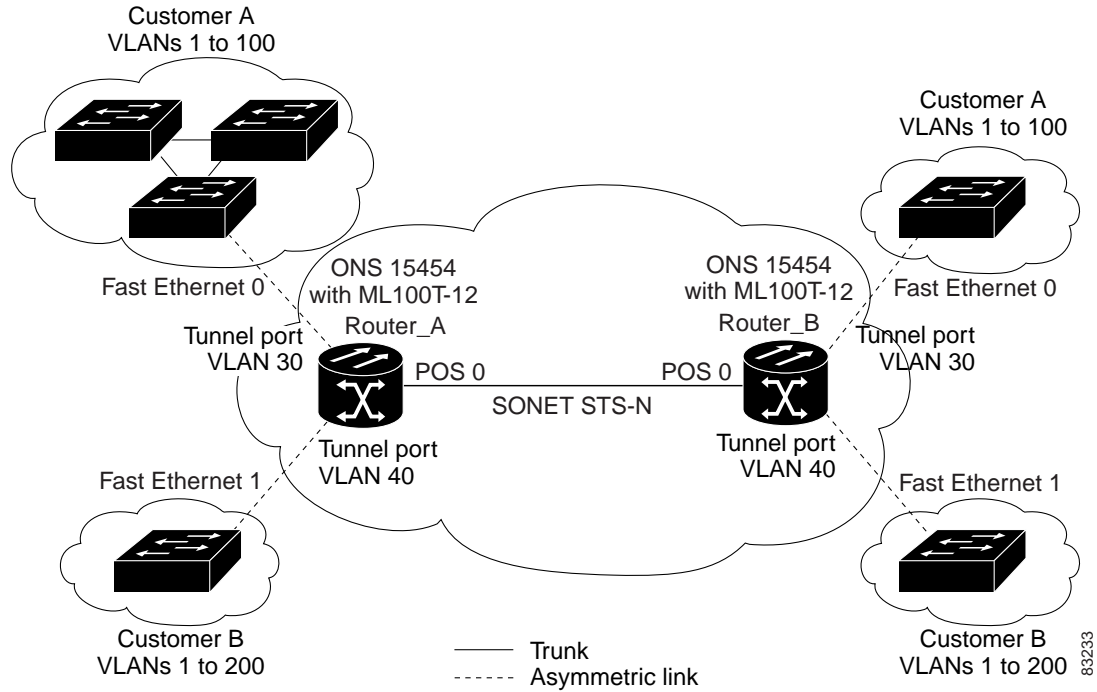 Customer A
VLANs 1 to 100
Customer A
VLANs 1 to 100
Fast Ethernet 0
ONS 15454
with ML100T-12
Router_A
ONS 15454
with ML100T-12
Router_B
Fast Ethernet 0
Tunnel port
VLAN 30
Tunnel port
VLAN 30
POS 0
POS 0
SONET STS-N
Tunnel port
VLAN 40
Tunnel port
VLAN 40
Fast Ethernet 1
Fast Ethernet 1
Customer B
VLANs 1 to 200
Customer B
VLANs 1 to 200
Trunk
Asymmetric link
83233